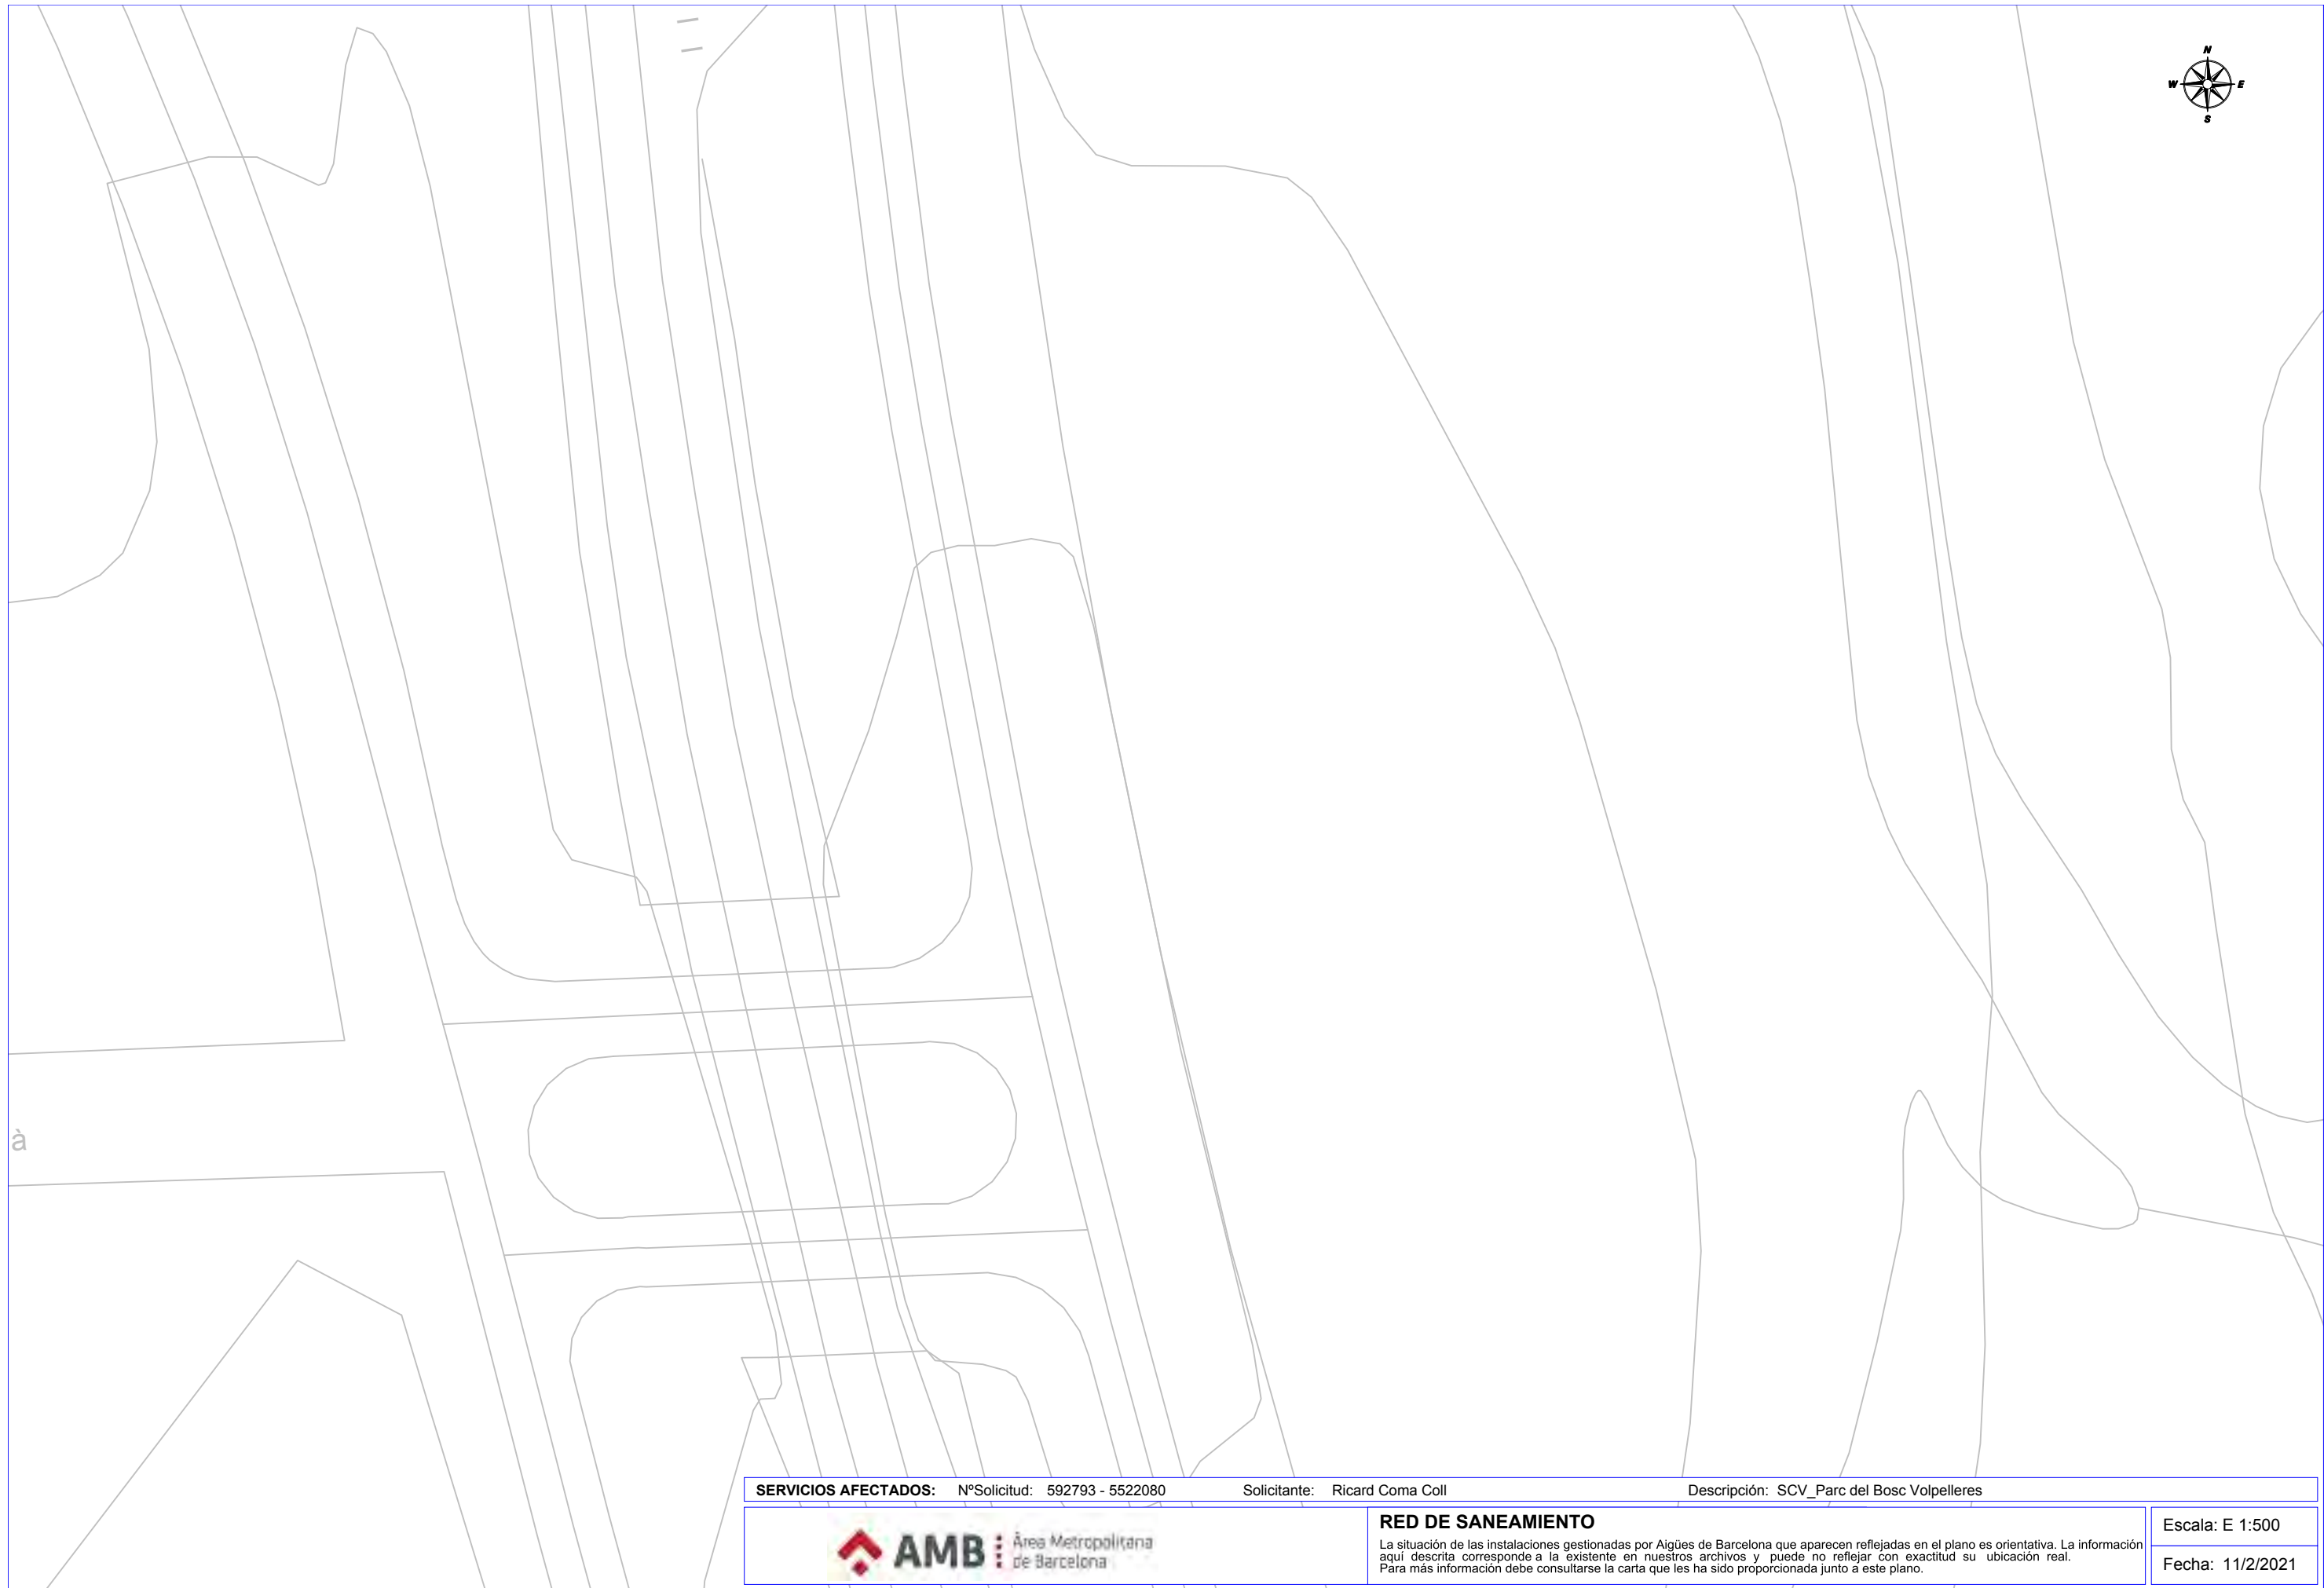 N
W E
S
à
SERVICIOS AFECTADOS: NºSolicitud: 592793 - 5522080 Solicitante: Ricard Coma Coll Descripción: SCV_Parc del Bosc Volpelleres
AMB Àrea Metropolitana
de Barcelona
RED DE SANEAMIENTO
La situación de las instalaciones gestionadas por Aigües de Barcelona que aparecen reflejadas en el plano es orientativa. La información
aquí descrita corresponde a la existente en nuestros archivos y puede no reflejar con exactitud su ubicación real.
Para más información debe consultarse la carta que les ha sido proporcionada junto a este plano.
Escala: E 1:500
Fecha: 11/2/2021